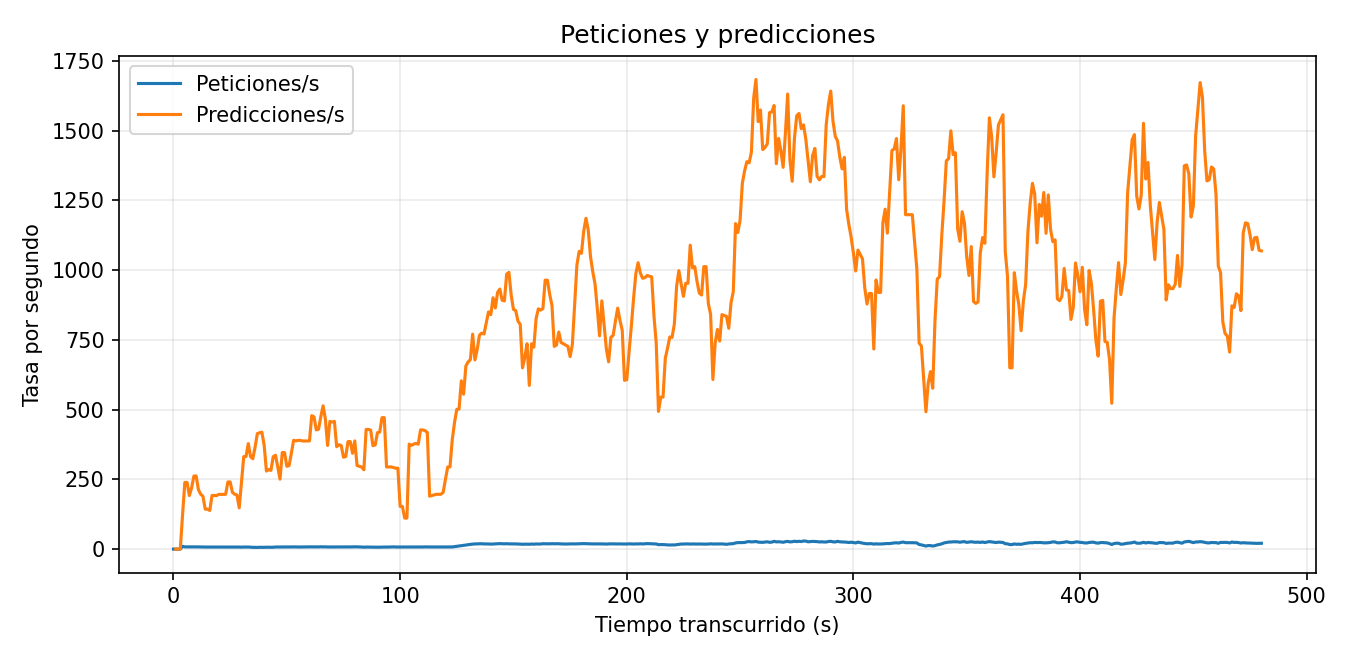 Peticiones y predicciones
1750
1500
1250
1000
750
500
250
0
Tasa por segundo
Peticiones/s
Predicciones/s
0
100
200
300
400
500
Tiempo transcurrido (s)